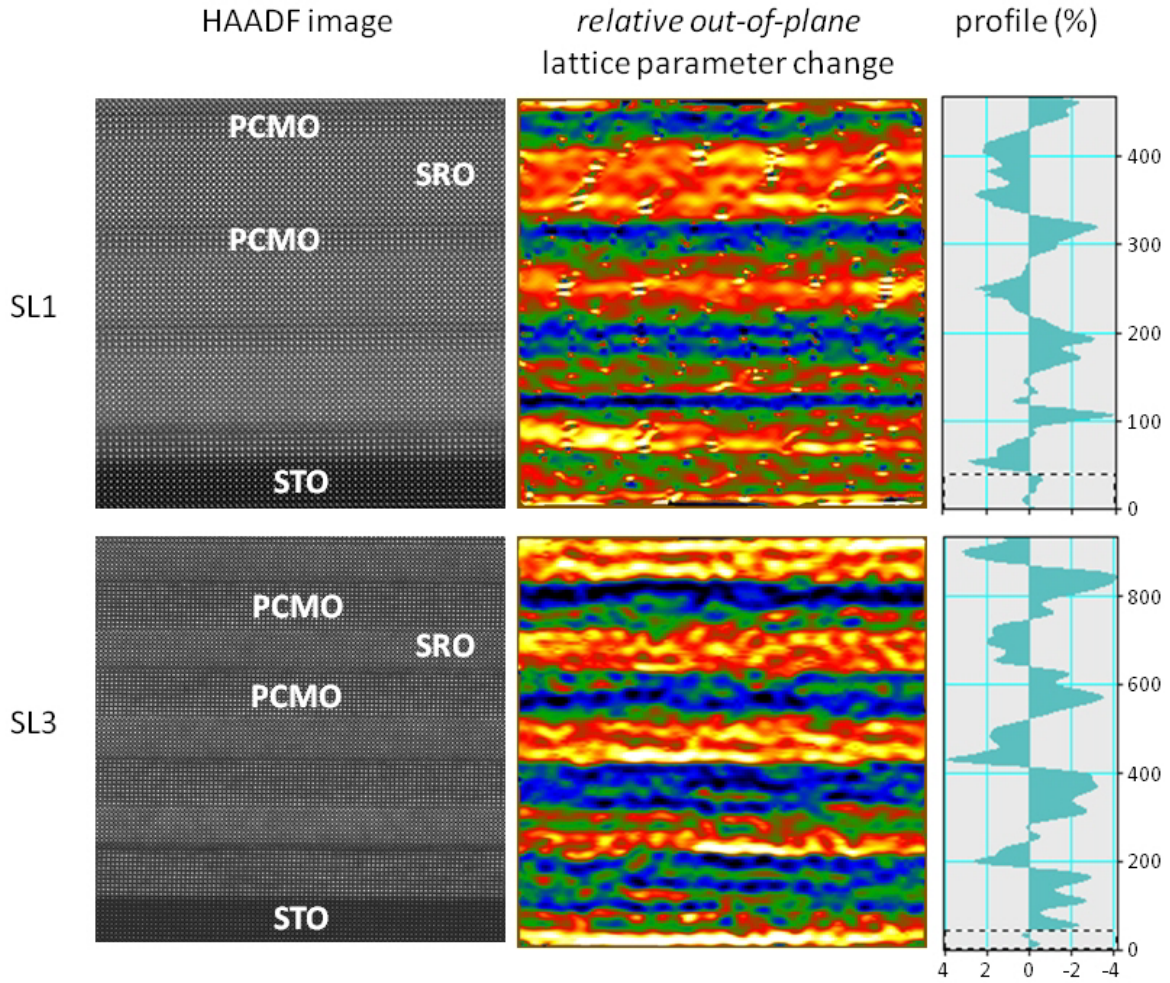 HAADF image
relative out-of-plane
lattice parameter change
profile (%)
SL1
PCMO
SRO
PCMO
STO
400
300
200
100
0
SL3
PCMO
SRO
PCMO
STO
800
600
400
200
0
4 2 0 -2 -4